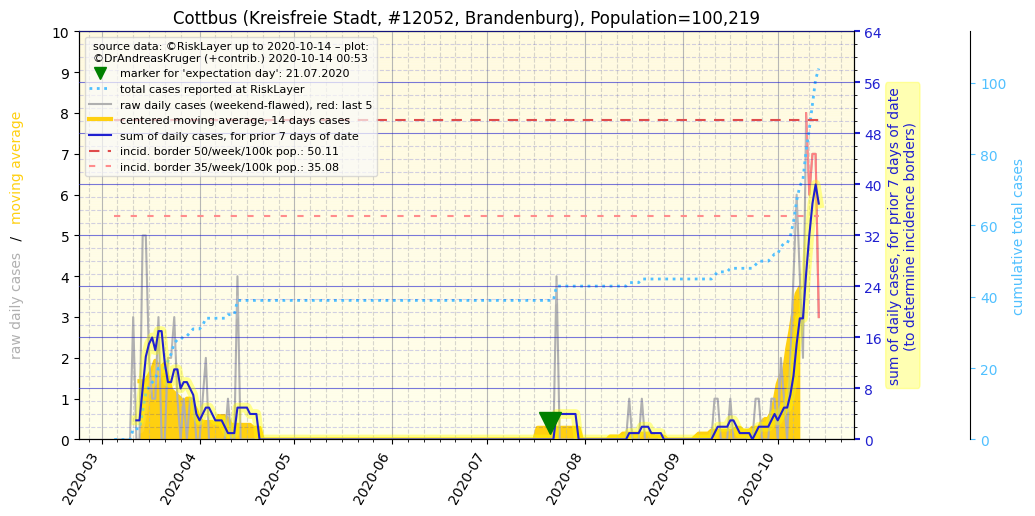 Cottbus (Kreisfreie Stadt, #12052, Brandenburg), Population=100,219
source data: ©RiskLayer up to 2020-10-14 – plot:
©DrAndreasKruger (+contrib.) 2020-10-14 00:53
marker for 'expectation day': 21.07.2020
total cases reported at RiskLayer
raw daily cases (weekend-flawed), red: last 5
centered moving average, 14 days cases
sum of daily cases, for prior 7 days of date
incid. border 50/week/100k pop.: 50.11
incid. border 35/week/100k pop.: 35.08
raw daily cases / moving average
10
9
8
7
6
5
4
3
2
1
0
2020-03
2020-04
2020-05
2020-06
2020-07
2020-08
2020-09
2020-10
64
56
48
40
32
24
16
8
0
sum of daily cases, for prior 7 days of date
(to determine incidence borders)
100
80
60
40
20
0
cumulative total cases